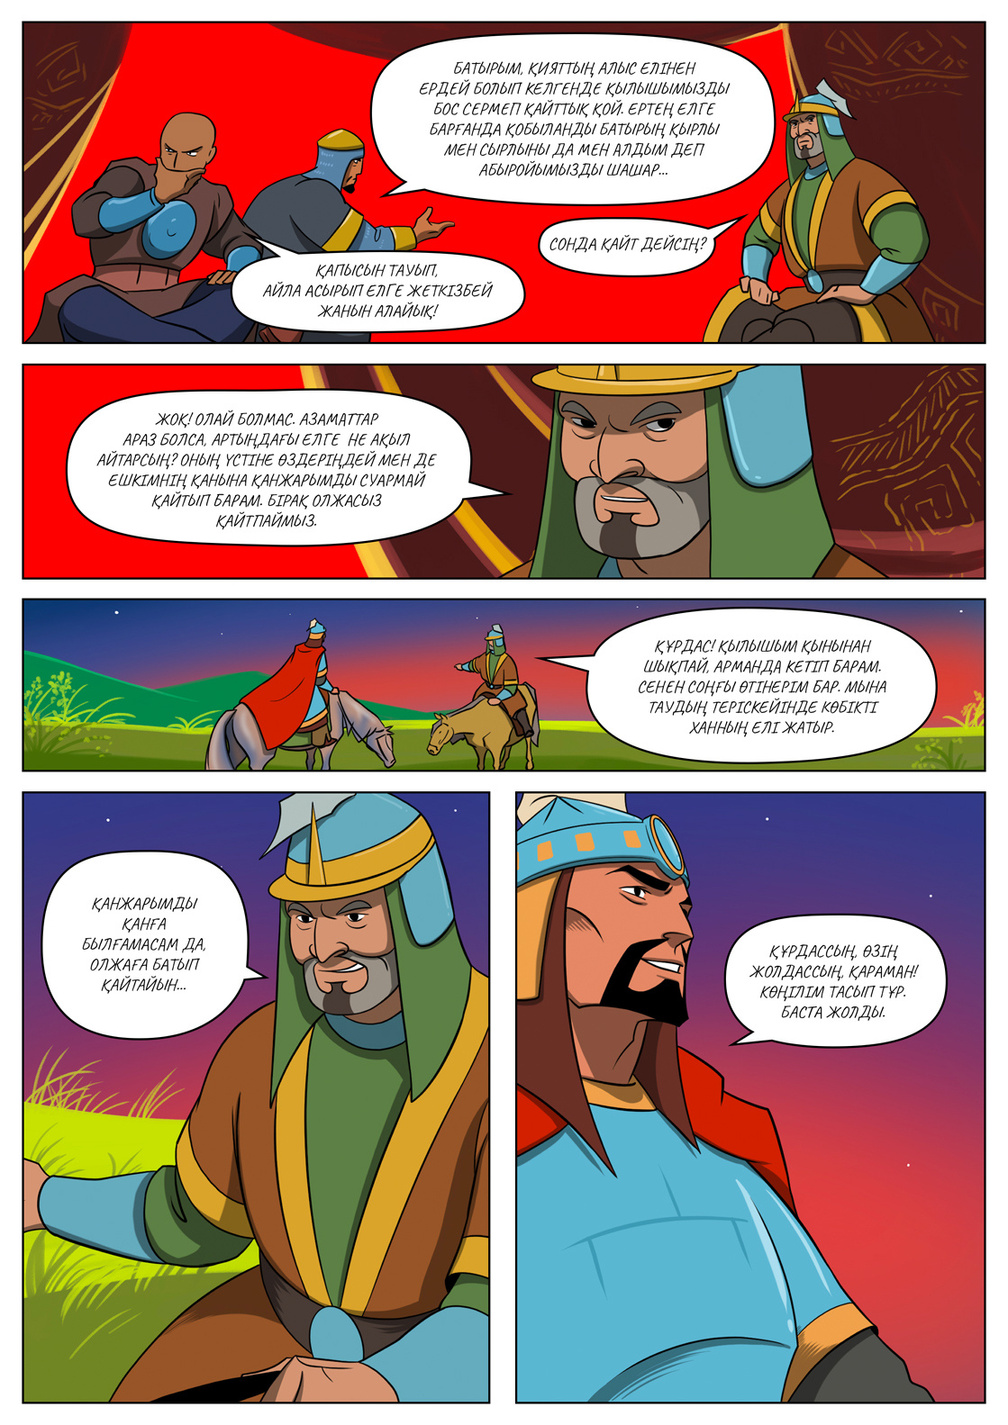 БАТЫРЫМ, ҚИЯТТЫҢ АЛЫС ЕЛІНЕН
ЕРДЕЙ БОЛЫП КЕЛГЕНДЕ ҚЫЛЫШЫМЫЗДЫ
БОС СЕРМЕП ҚАЙТТЫҚ ҚОЙ. ЕРТЕҢ ЕЛГЕ
БАРҒАНДА ҚОБЫЛАНДЫ БАТЫРЫҢ ҚЫРЛЫ
МЕН СЫРЛЫНЫ ДА МЕН АЛДЫМ ДЕП
АБЫРОЙЫМЫЗДЫ ШАШАР...
СОНДА ҚАЙТ ДЕЙСІҢ?
ҚАПЫСЫН ТАУЫП,
АЙЛА АСЫРЫП ЕЛГЕ ЖЕТКІЗБЕЙ
ЖАНЫН АЛАЙЫҚ!
ЖОҚ! ОЛАЙ БОЛМАС. АЗАМАТТАР
АРАЗ БОЛСА, АРТЫҢДАҒЫ ЕЛГЕ НЕ АҚЫЛ
АЙТАРСЫҢ? ОНЫҢ ҮСТІНЕ ӨЗДЕРІҢДЕЙ МЕН ДЕ
ЕШКІМНІҢ ҚАНЫНА ҚАНЖАРЫМДЫ СУАРМАЙ
ҚАЙТЫП БАРАМ. БІРАҚ ОЛЖАСЫЗ
ҚАЙТПАЙМЫЗ.
ҚҰРДАС! ҚЫЛЫШЫМ ҚЫНЫНАН
ШЫҚПАЙ, АРМАНДА КЕТІП БАРАМ.
СЕНЕН СОҢҒЫ ӨТІНЕРІМ БАР. МЫНА
ТАУДЫҢ ТЕРІСКЕЙІНДЕ КӨБІКТІ
ХАННЫҢ ЕЛІ ЖАТЫР.
ҚАНЖАРЫМДЫ
ҚАНҒА
БЫЛҒАМАСАМ ДА,
ОЛЖАҒА БАТЫП
ҚАЙТАЙЫН...
ҚҰРДАССЫҢ, ӨЗІҢ
ЖОЛДАССЫҢ, ҚАРАМАН!
КӨҢІЛІМ ТАСЫП ТҰР.
БАСТА ЖОЛДЫ.